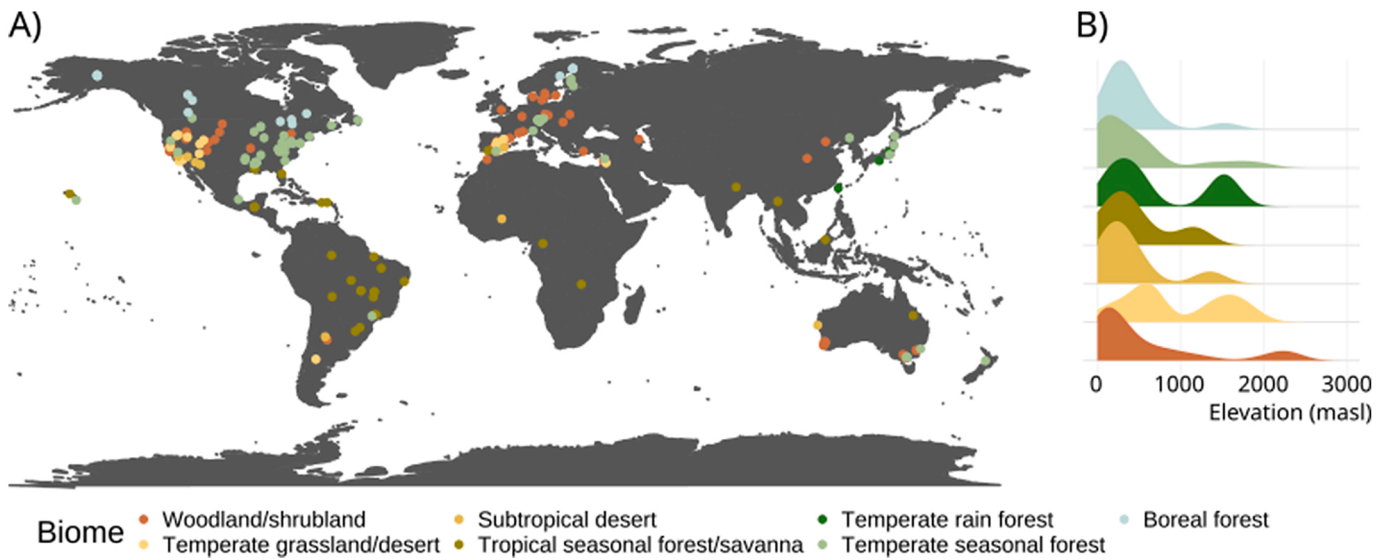 A)
B)
0 1000 2000 3000
Elevation (masl)
Biome
Woodland/shrubland Subtropical desert Temperate rain forest Boreal forest
Temperate grassland/desert Tropical seasonal forest/savanna Temperate seasonal forest